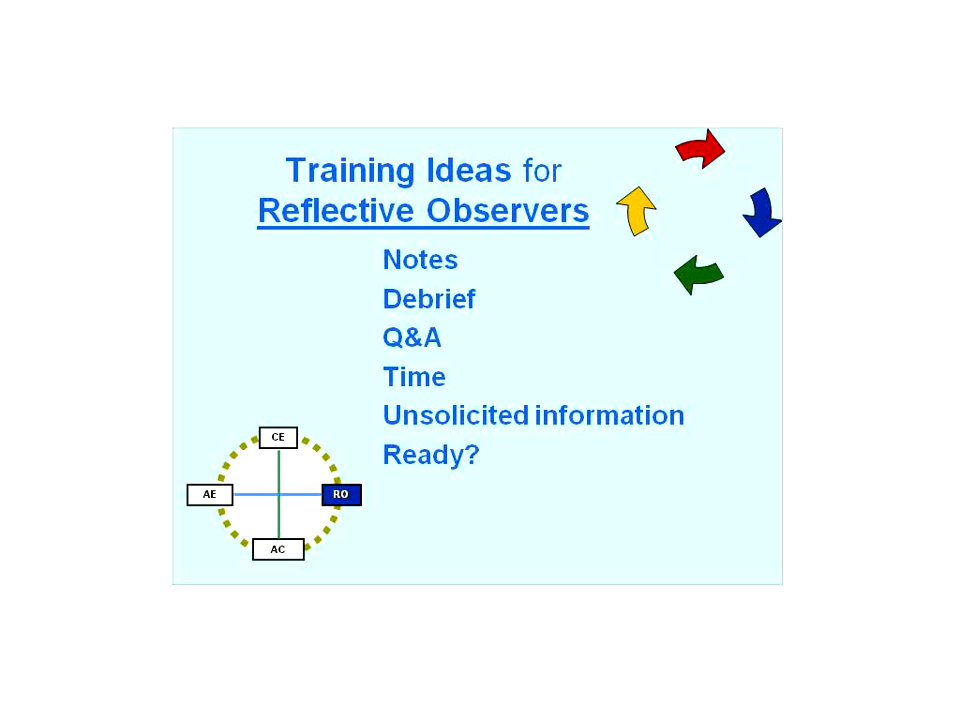 Training Ideas for
Reflective Observers
Notes
Debrief
Q&A
Time
Unsolicited information
Ready?
CE
AE
RO
AC